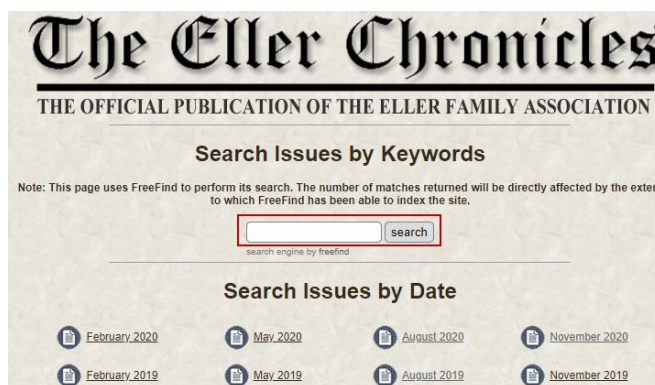 The Eller Chronicles
THE OFFICIAL PUBLICATION OF THE ELLER FAMILY ASSOCIATION
Search Issues by Keywords
Note: This page uses FreeFind to perform its search. The number of matches returned will be directly affected by the exter
to which FreeFind has been able to index the site.
search
search engine by freefind
Search Issues by Date
February 2020 May 2020 August 2020 November 2020
February 2019 May 2019 August 2019 November 2019